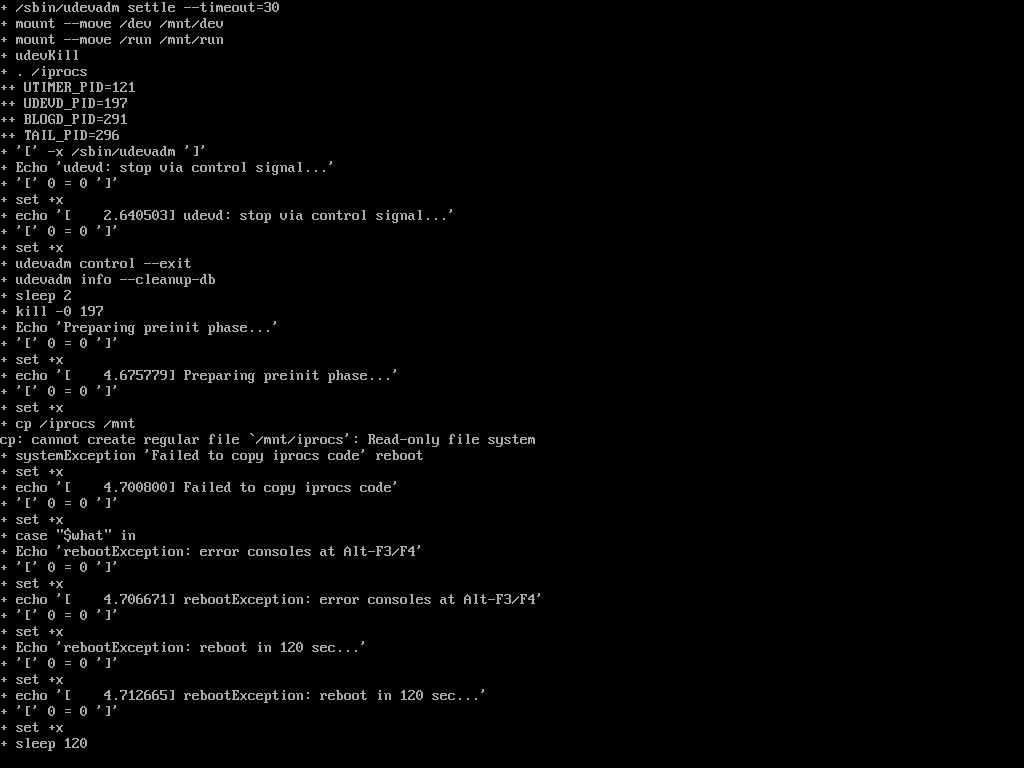 + /sbin/udevadm settle --timeout=30
+ mount --move /dev /mnt/dev
+ mount --move /run /mnt/run
+ udevKill
+ . /iprocs
++ UTIMER_PID=121
++ UDEVD_PID=197
++ BLOGD_PID=291
++ TAIL_PID=296
+ '[' -x /sbin/udevadm ']'
+ Echo 'udevd: stop via control signal...'
+ '[' 0 = 0 ']'
+ set +x
+ echo '[    2.640503] udevd: stop via control signal...'
+ '[' 0 = 0 ']'
+ set +x
+ udevadm control --exit
+ udevadm info --cleanup-db
+ sleep 2
+ kill -0 197
+ Echo 'Preparing preinit phase...'
+ '[' 0 = 0 ']'
+ set +x
+ echo '[    4.675779] Preparing preinit phase...'
+ '[' 0 = 0 ']'
+ set +x
+ cp /iprocs /mnt
cp: cannot create regular file `/mnt/iprocs': Read-only file system
+ systemException 'Failed to copy iprocs code' reboot
+ set +x
+ echo '[    4.700800] Failed to copy iprocs code'
+ '[' 0 = 0 ']'
+ set +x
+ case "$what" in
+ Echo 'rebootException: error consoles at Alt-F3/F4'
+ '[' 0 = 0 ']'
+ set +x
+ echo '[    4.706671] rebootException: error consoles at Alt-F3/F4'
+ '[' 0 = 0 ']'
+ set +x
+ Echo 'rebootException: reboot in 120 sec...'
+ '[' 0 = 0 ']'
+ set +x
+ echo '[    4.712665] rebootException: reboot in 120 sec...'
+ '[' 0 = 0 ']'
+ set +x
+ sleep 120